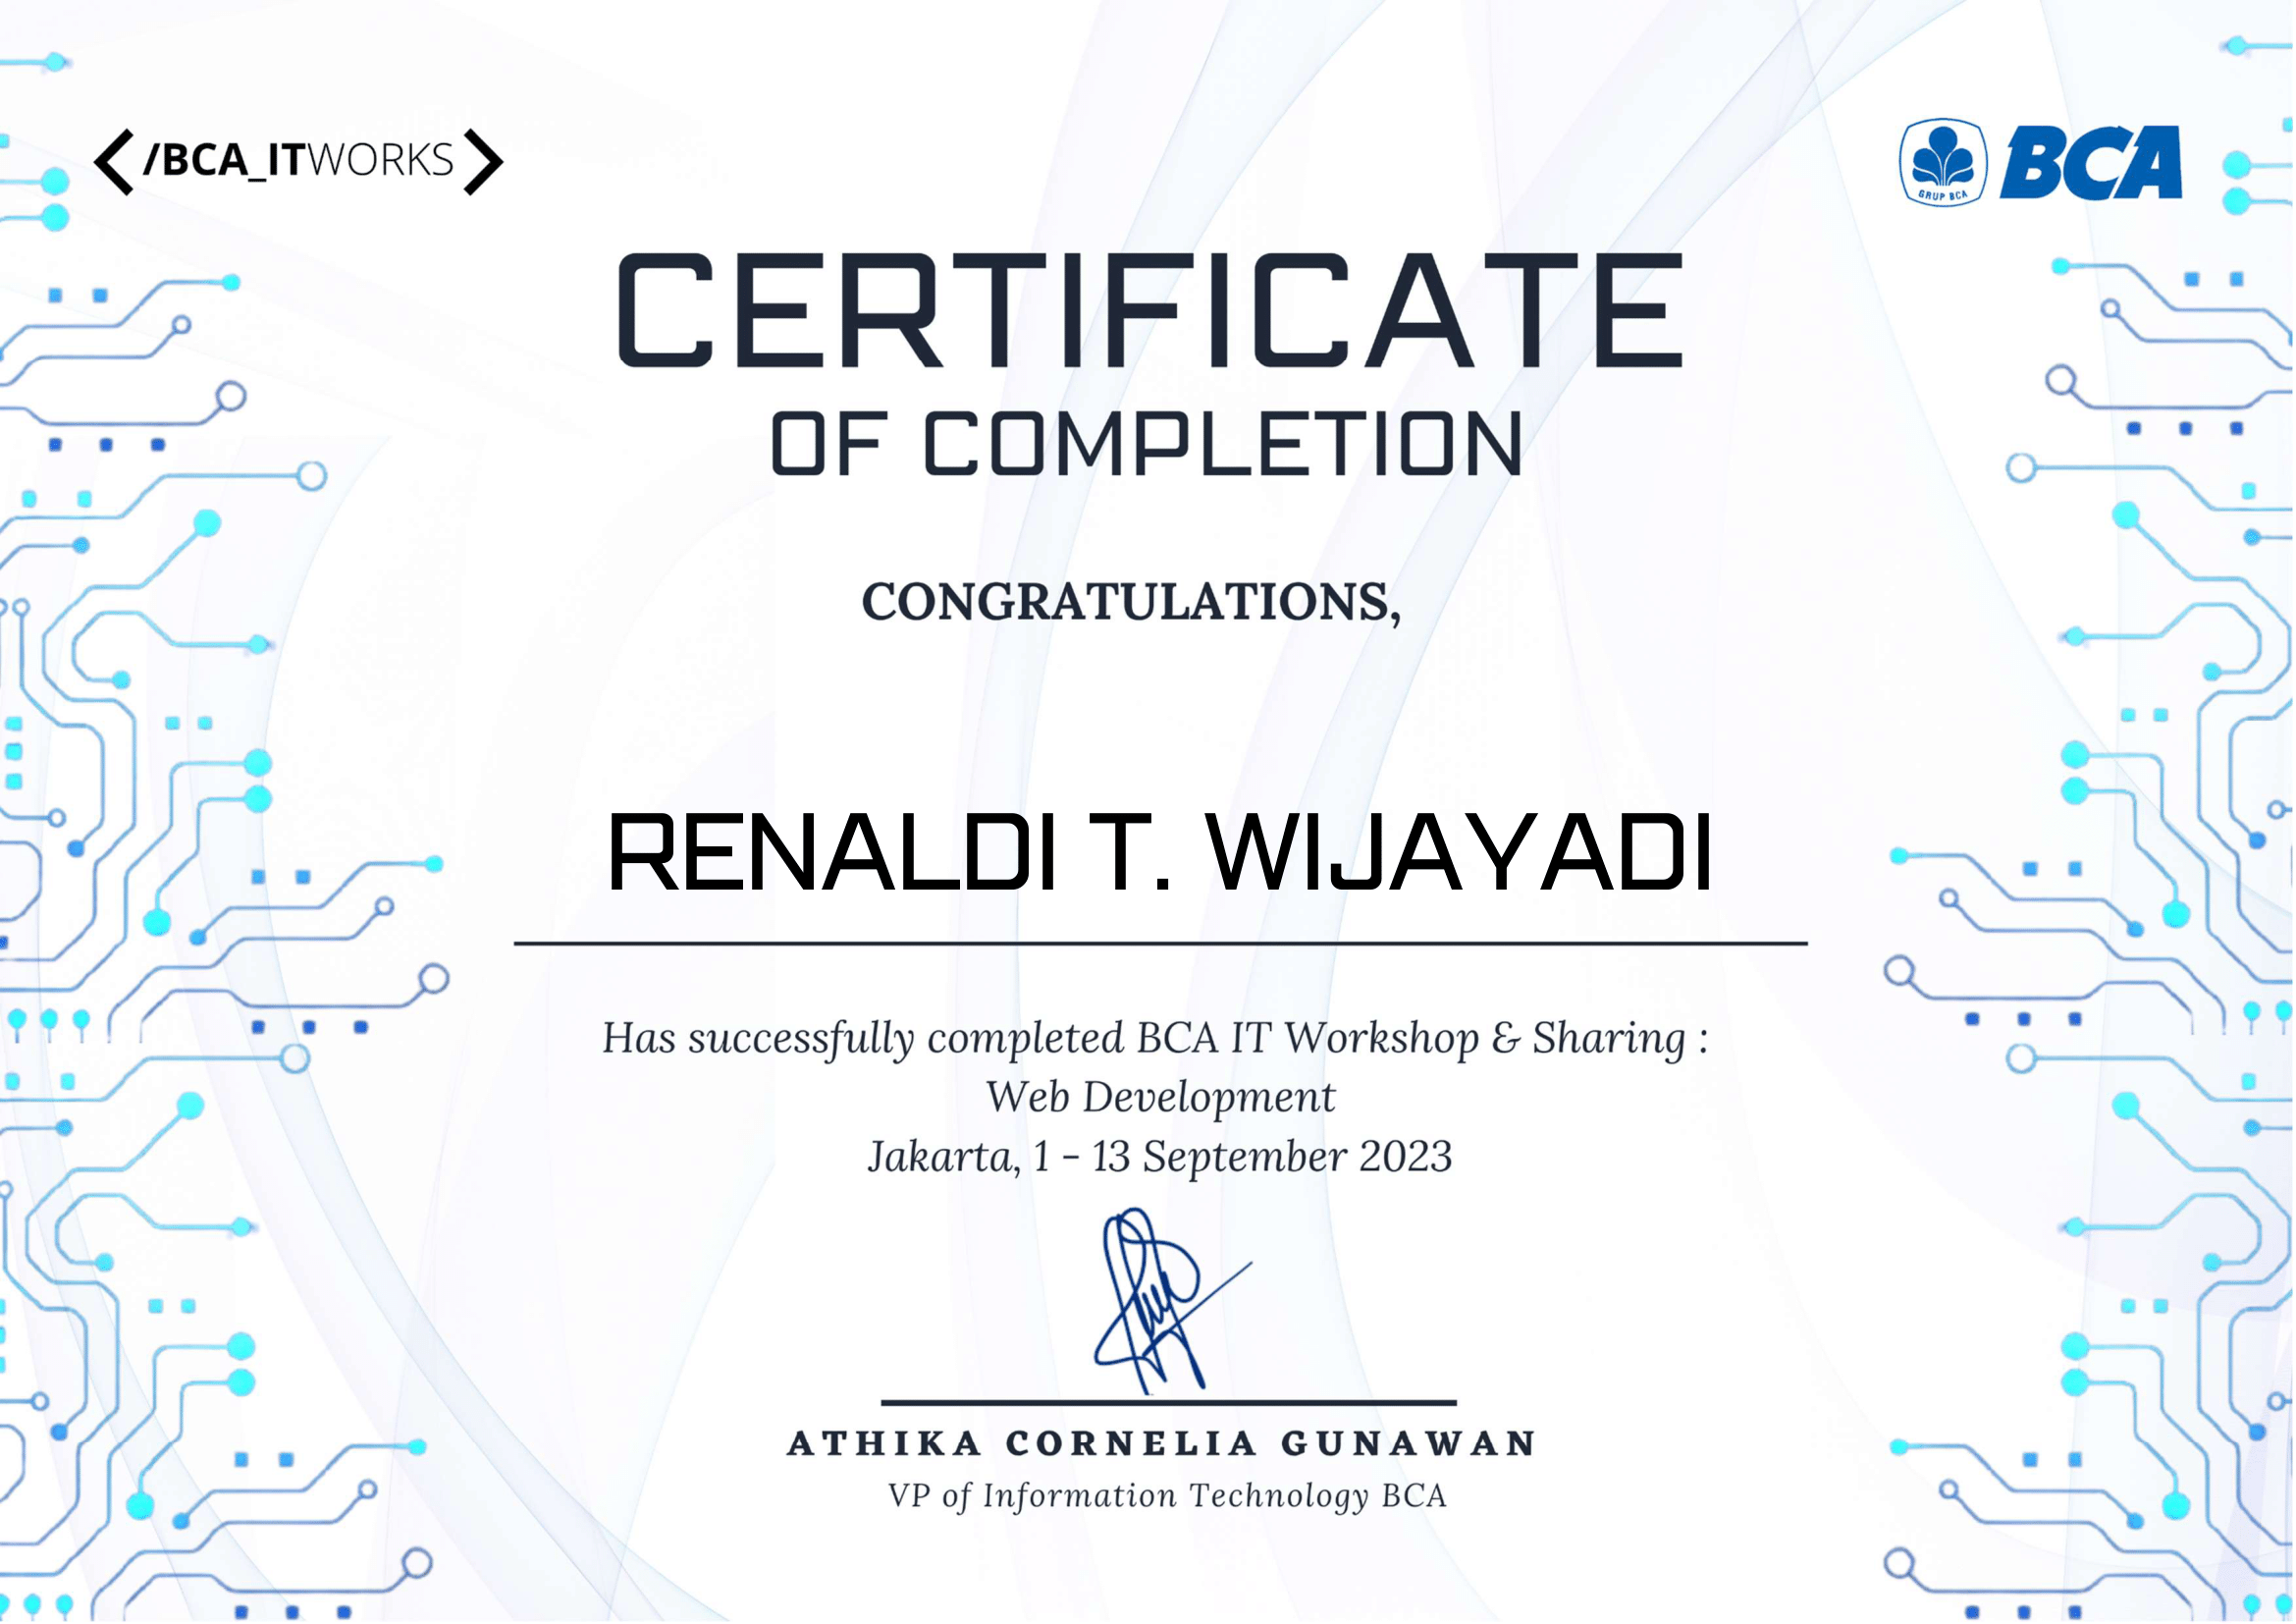 </BCA_ITWORKS>
GRUP BCA
BCA
CERTIFICATE
OF COMPLETION
CONGRATULATIONS,
RENALDI T. WIJAYADI
Has successfully completed BCA IT Workshop & Sharing :
Web Development
Jakarta, 1 - 13 September 2023
ATHIKA CORNELIA GUNAWAN
VP of Information Technology BCA